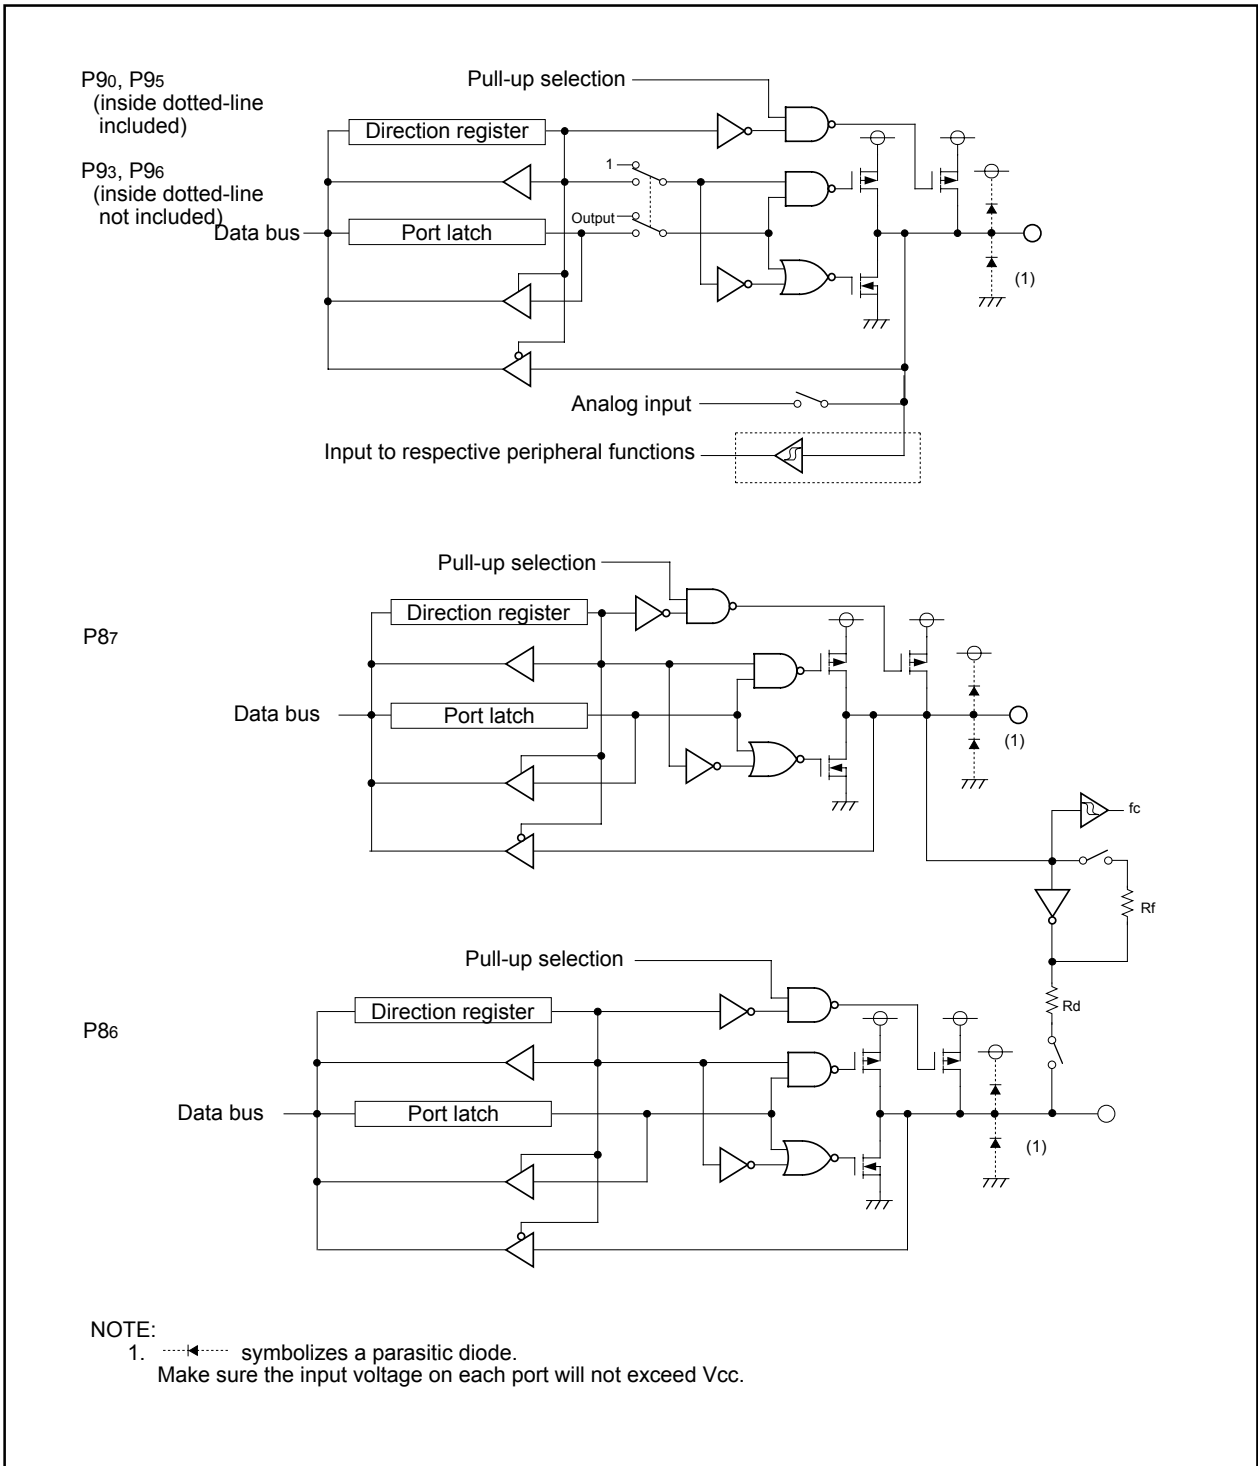 P90, P95
(inside dotted-line
included)
Pull-up selection
Direction register
P93, P96
(inside dotted-line
not included)
1
Output
Data bus
Port latch
(1)
Analog input
Input to respective peripheral functions
Pull-up selection
Direction register
P87
Data bus
Port latch
(1)
fc
Rf
Pull-up selection
Rd
Direction register
P86
Data bus
Port latch
(1)
NOTE:
1. symbolizes a parasitic diode.
Make sure the input voltage on each port will not exceed Vcc.